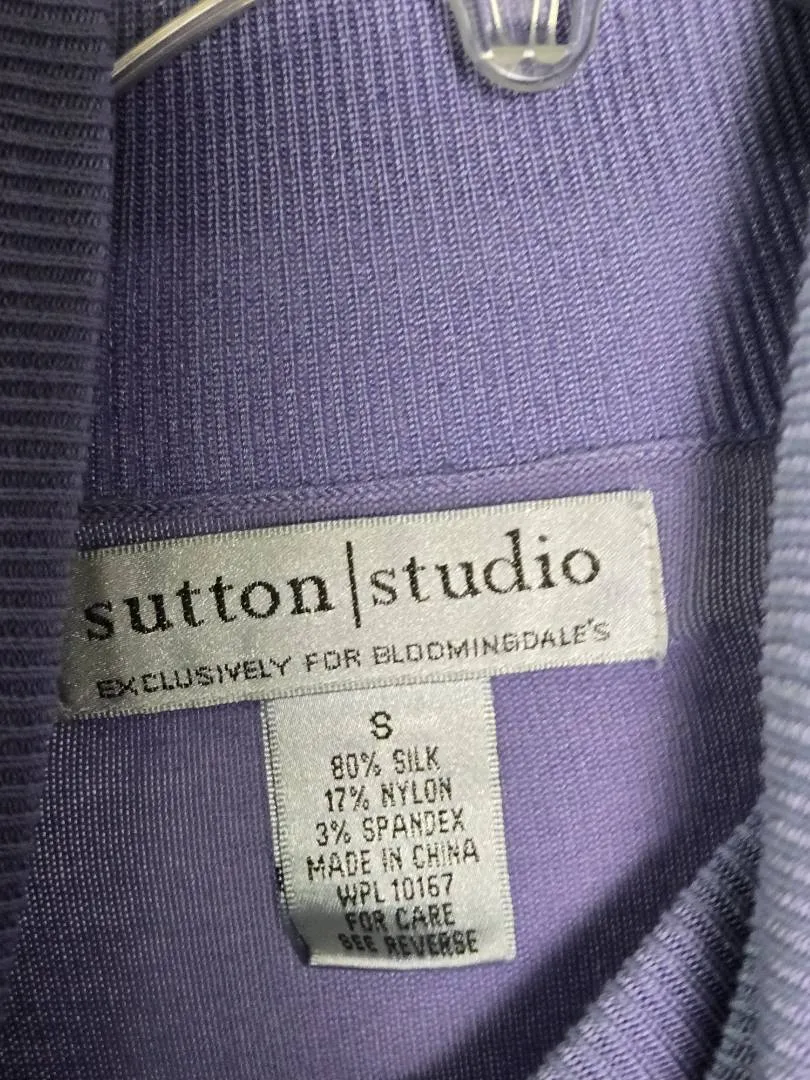 sutton|studio
EXCLUSIVELY FOR BLOOMINGDALE'S
S
80% SILK
17% NYLON
3% SPANDEX
MADE IN CHINA
WPL 10167
FOR CARE
SEE REVERSE